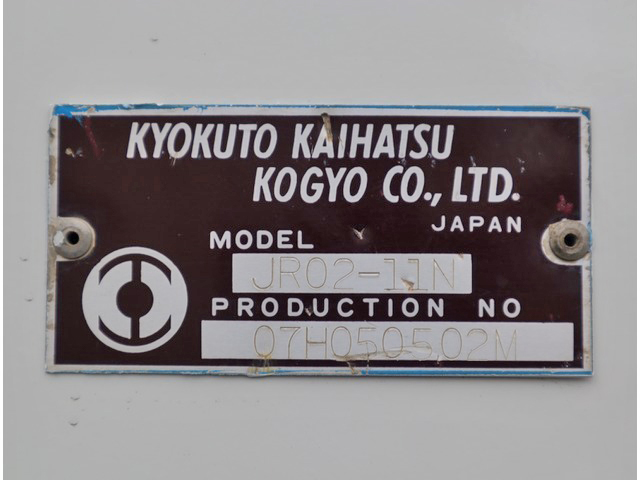 KYOKUTO KAIHATSU
KOGYO CO., LTD.
JAPAN
MODEL
JR02-11N
PRODUCTION NO
07H050502M